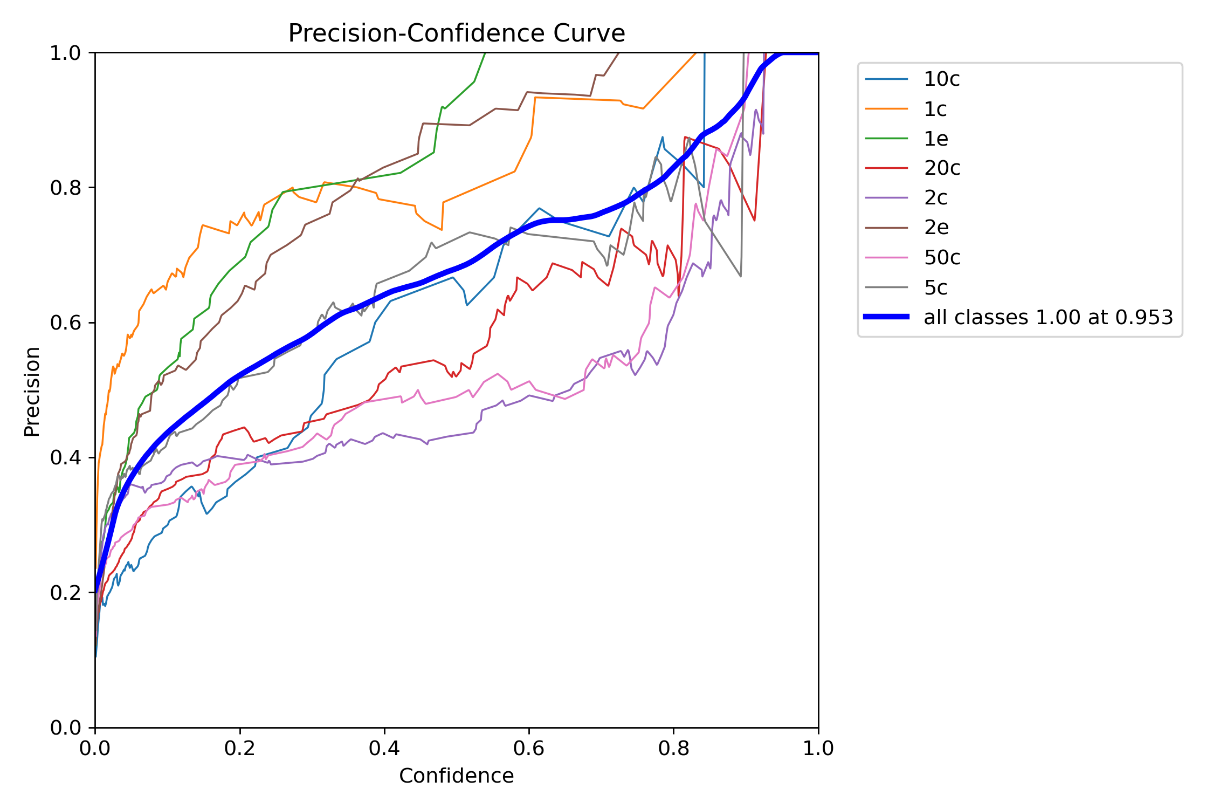 Precision-Confidence Curve
1.0
0.8
0.6
0.4
0.2
0.0
Precision
0.0 0.2 0.4 0.6 0.8 1.0
Confidence
10c
1c
1e
20c
2c
2e
50c
5c
all classes 1.00 at 0.953